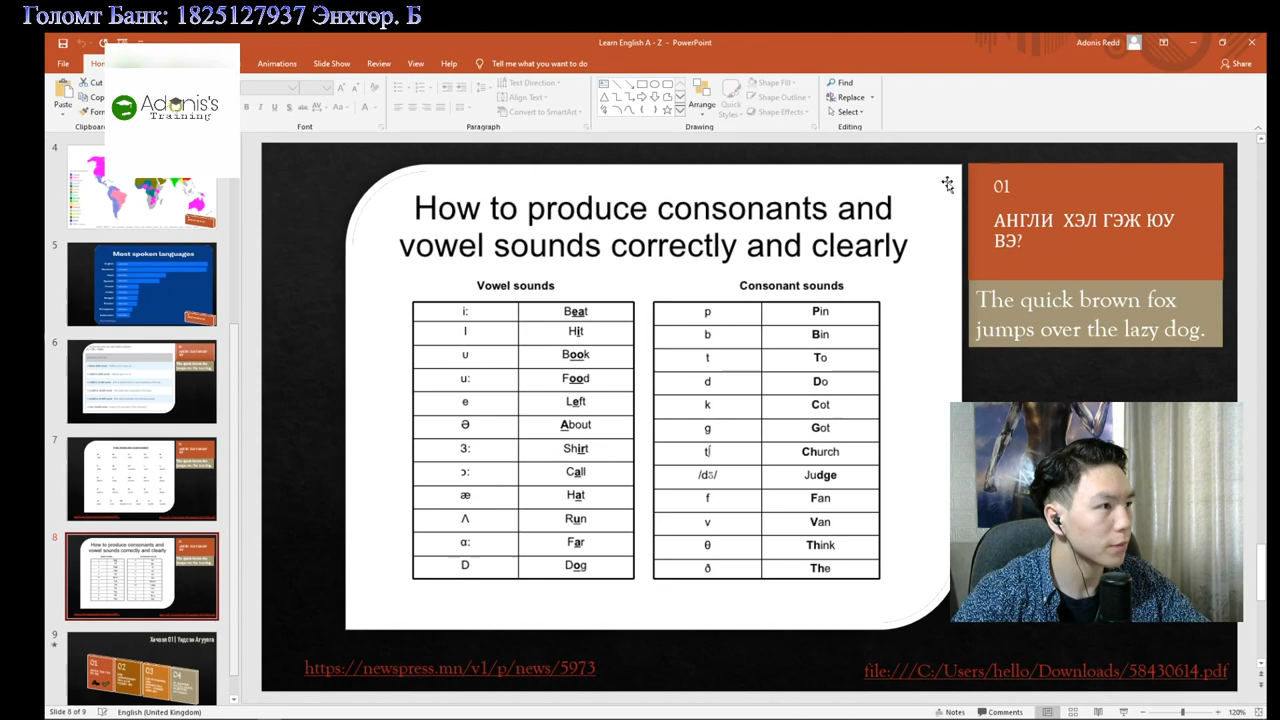 Голомт Банк: 1825127937 Энхтөр. Б
Learn English A - Z - PowerPoint
Adonis Redd
File
Animations
Slide Show
Review
View
Help
Tell me what you want to do
Share
Paste
Cut
Clipboard
Font
Text Direction
Align Text
Convert to SmartArt
Paragraph
Arrange
Quick
Styles
Shape Fill
Shape Outline
Shape Effects
Drawing
Find
Replace
Select
Editing
Adonis's
Training
4
5
Most spoken languages
6
7
8
How to produce consonants and
vowel sounds correctly and clearly
9
01
02
03
04
How to produce consonants and
vowel sounds correctly and clearly
Vowel sounds
i: Beat
I Hit
ʊ Book
u: Food
e Left
Ə About
3: Shirt
ɔ: Call
æ Hat
Λ Run
ɑ: Far
D Dog
Consonant sounds
p Pin
b Bin
t To
d Do
k Cot
g Got
tʃ Church
/dʒ/ Judge
f Fan
v Van
θ Think
ð The
01
АНГЛИ ХЭЛ ГЭЖ ЮУ
ВЭ?
The quick brown fox
jumps over the lazy dog.
https://newspress.mn/v1/p/news/5973
file:///C:/Users/hello/Downloads/58430614.pdf
Slide 8 of 9
English (United Kingdom)
Notes
Comments
120%